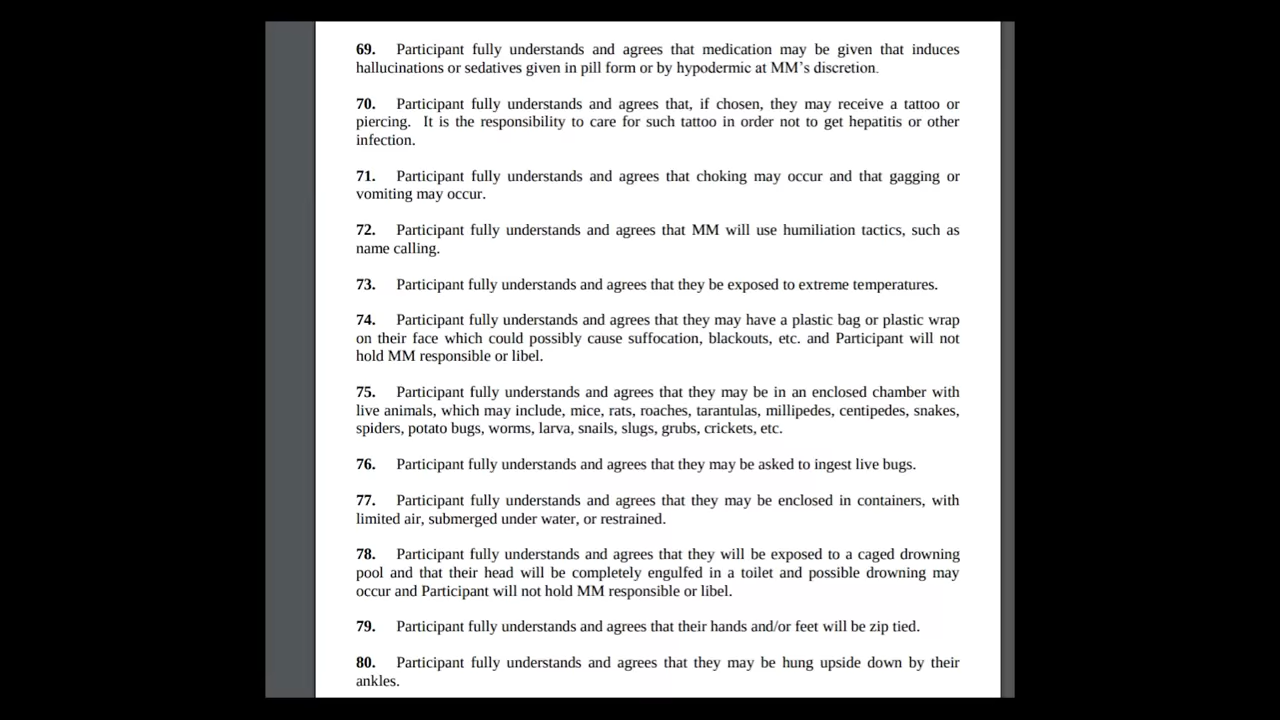 69. Participant fully understands and agrees that medication may be given that induces
hallucinations or sedatives given in pill form or by hypodermic at MM's discretion.
70. Participant fully understands and agrees that, if chosen, they may receive a tattoo or
piercing. It is the responsibility to care for such tattoo in order not to get hepatitis or other
infection.
71. Participant fully understands and agrees that choking may occur and that gagging or
vomiting may occur.
72. Participant fully understands and agrees that MM will use humiliation tactics, such as
name calling.
73. Participant fully understands and agrees that they be exposed to extreme temperatures.
74. Participant fully understands and agrees that they may have a plastic bag or plastic wrap
on their face which could possibly cause suffocation, blackouts, etc. and Participant will not
hold MM responsible or libel.
75. Participant fully understands and agrees that they may be in an enclosed chamber with
live animals, which may include, mice, rats, roaches, tarantulas, millipedes, centipedes, snakes,
spiders, potato bugs, worms, larva, snails, slugs, grubs, crickets, etc.
76. Participant fully understands and agrees that they may be asked to ingest live bugs.
77. Participant fully understands and agrees that they may be enclosed in containers, with
limited air, submerged under water, or restrained.
78. Participant fully understands and agrees that they will be exposed to a caged drowning
pool and that their head will be completely engulfed in a toilet and possible drowning may
occur and Participant will not hold MM responsible or libel.
79. Participant fully understands and agrees that their hands and/or feet will be zip tied.
80. Participant fully understands and agrees that they may be hung upside down by their
ankles.